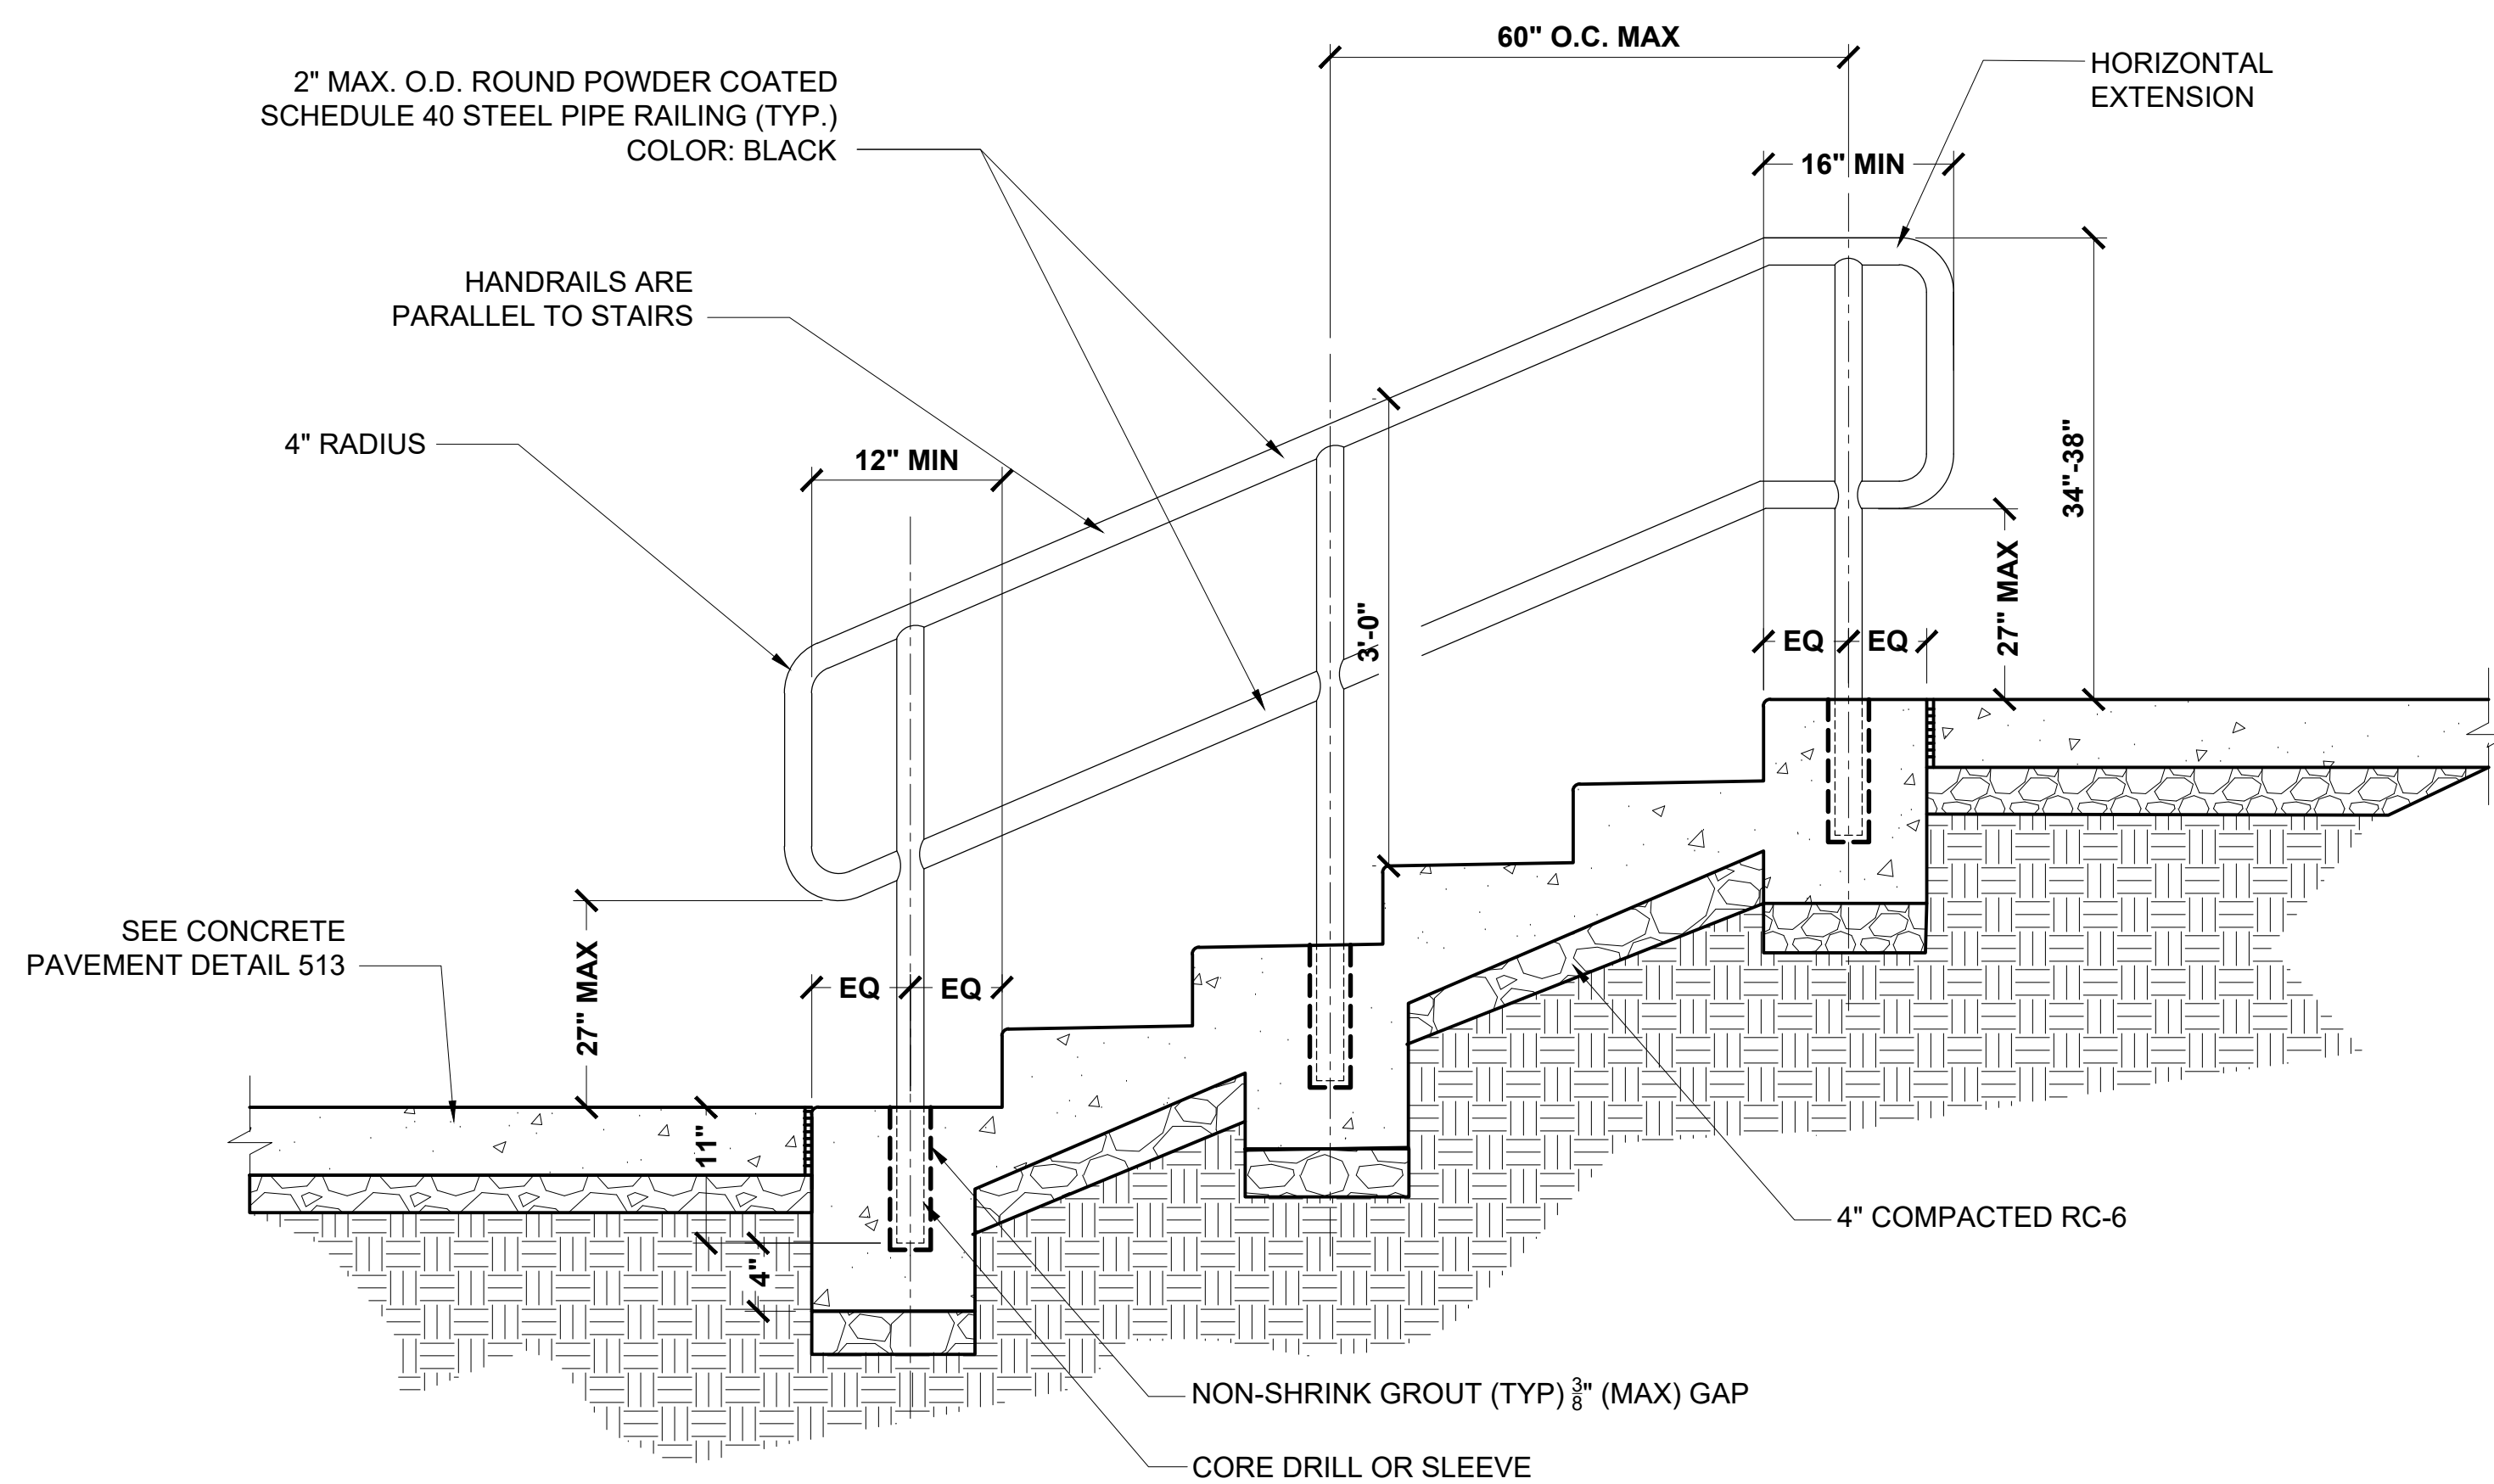 60" O.C. MAX
2" MAX. O.D. ROUND POWDER COATED
SCHEDULE 40 STEEL PIPE RAILING (TYP.)
COLOR: BLACK
HORIZONTAL
EXTENSION
16" MIN
HANDRAILS ARE
PARALLEL TO STAIRS
4" RADIUS
12" MIN
34"-38"
3'-0"
27" MAX
EQ
EQ
SEE CONCRETE
PAVEMENT DETAIL 513
27" MAX
EQ
EQ
11"
4"
4" COMPACTED RC-6
NON-SHRINK GROUT (TYP) 3/8" (MAX) GAP
CORE DRILL OR SLEEVE